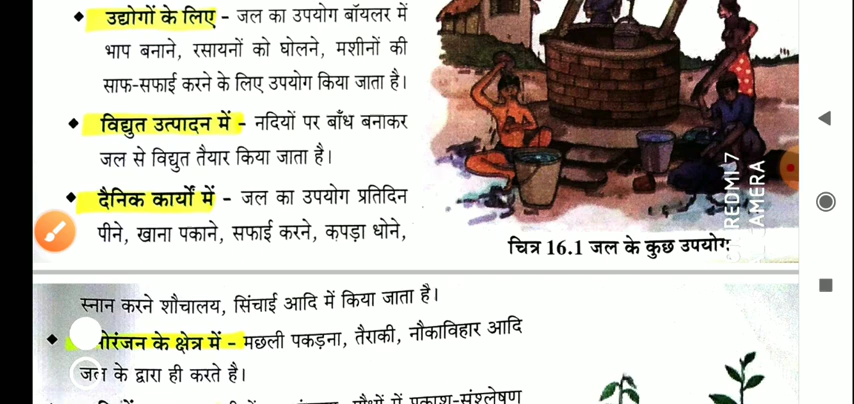 उद्योगों के लिए - जल का उपयोग बॉयलर में
भाप बनाने, रसायनों को घोलने, मशीनों की
साफ-सफाई करने के लिए उपयोग किया जाता है।
विद्युत उत्पादन में - नदियों पर बाँध बनाकर
जल से विद्युत तैयार किया जाता है।
दैनिक कार्यों में - जल का उपयोग प्रतिदिन
पीने, खाना पकाने, सफाई करने, कपड़ा धोने,
चित्र 16.1 जल के कुछ उपयोग
REDMI 7
AMERA
स्नान करने शौचालय, सिंचाई आदि में किया जाता है।
के क्षेत्र में - मछली पकड़ना, तैराकी, नौकाविहार आदि
जल के द्वारा ही करते है।
में प्रकाश-संश्लेषण